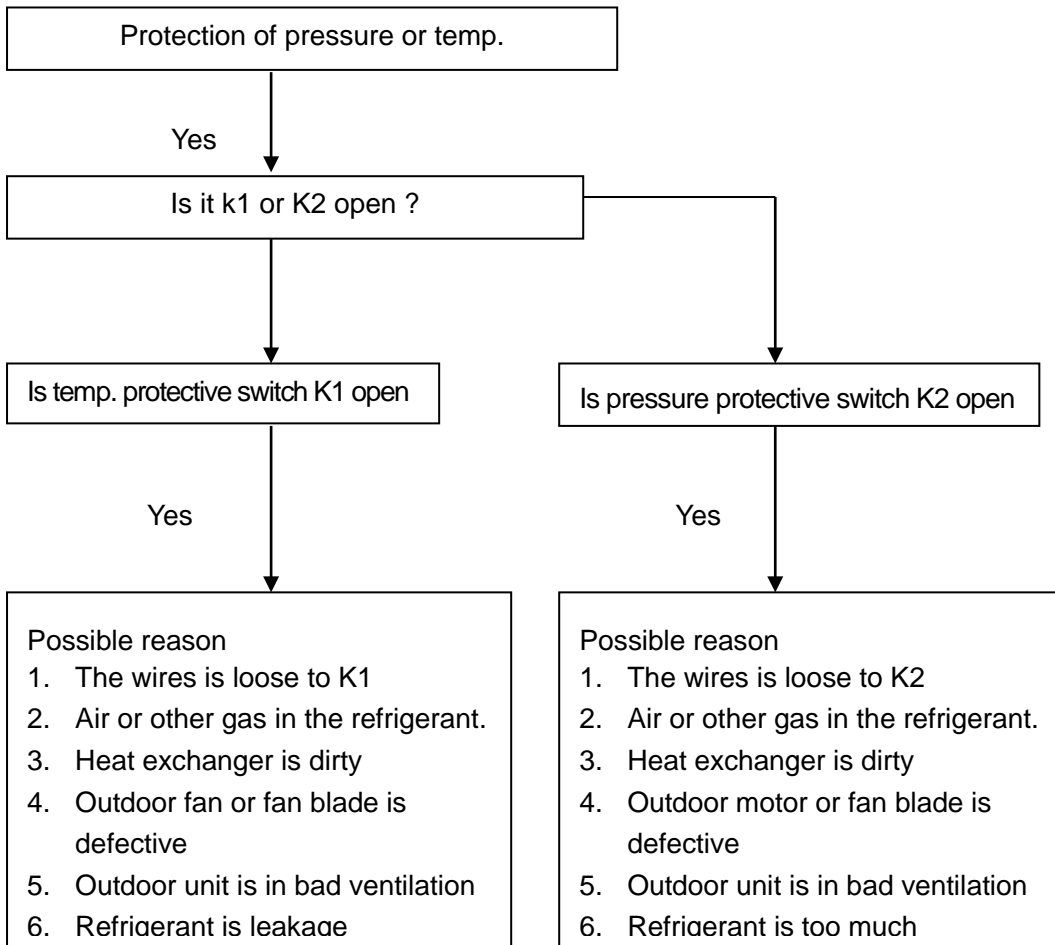 Protection of pressure or temp.
Yes
Is it k1 or K2 open ?
Is temp. protective switch K1 open
Is pressure protective switch K2 open
Yes
Yes
Possible reason
1. The wires is loose to K1
2. Air or other gas in the refrigerant.
3. Heat exchanger is dirty
4. Outdoor fan or fan blade is
defective
5. Outdoor unit is in bad ventilation
6. Refrigerant is leakage
Possible reason
1. The wires is loose to K2
2. Air or other gas in the refrigerant.
3. Heat exchanger is dirty
4. Outdoor motor or fan blade is
defective
5. Outdoor unit is in bad ventilation
6. Refrigerant is too much